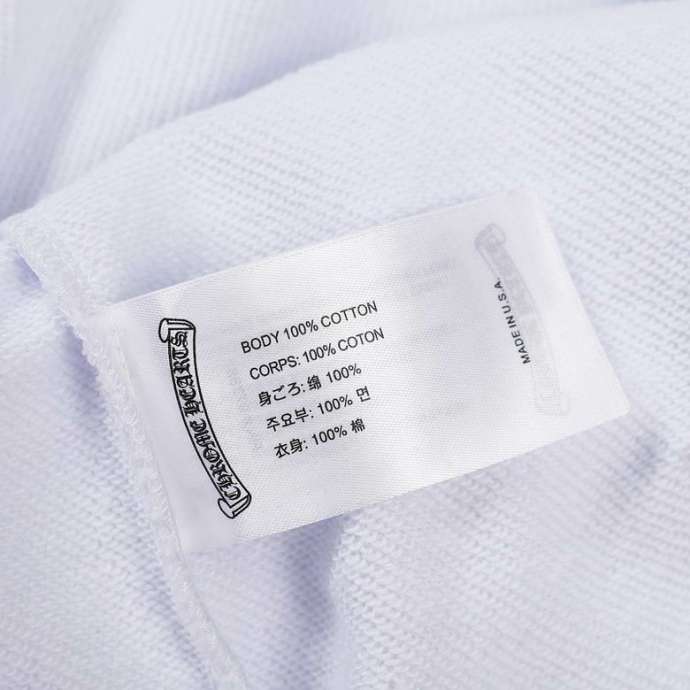 CHROME HEARTS
BODY 100% COTTON
CORPS: 100% COTON
身ごろ: 绵 100%
주요부: 100% 면
衣身: 100% 棉
MADE IN U.S.A.